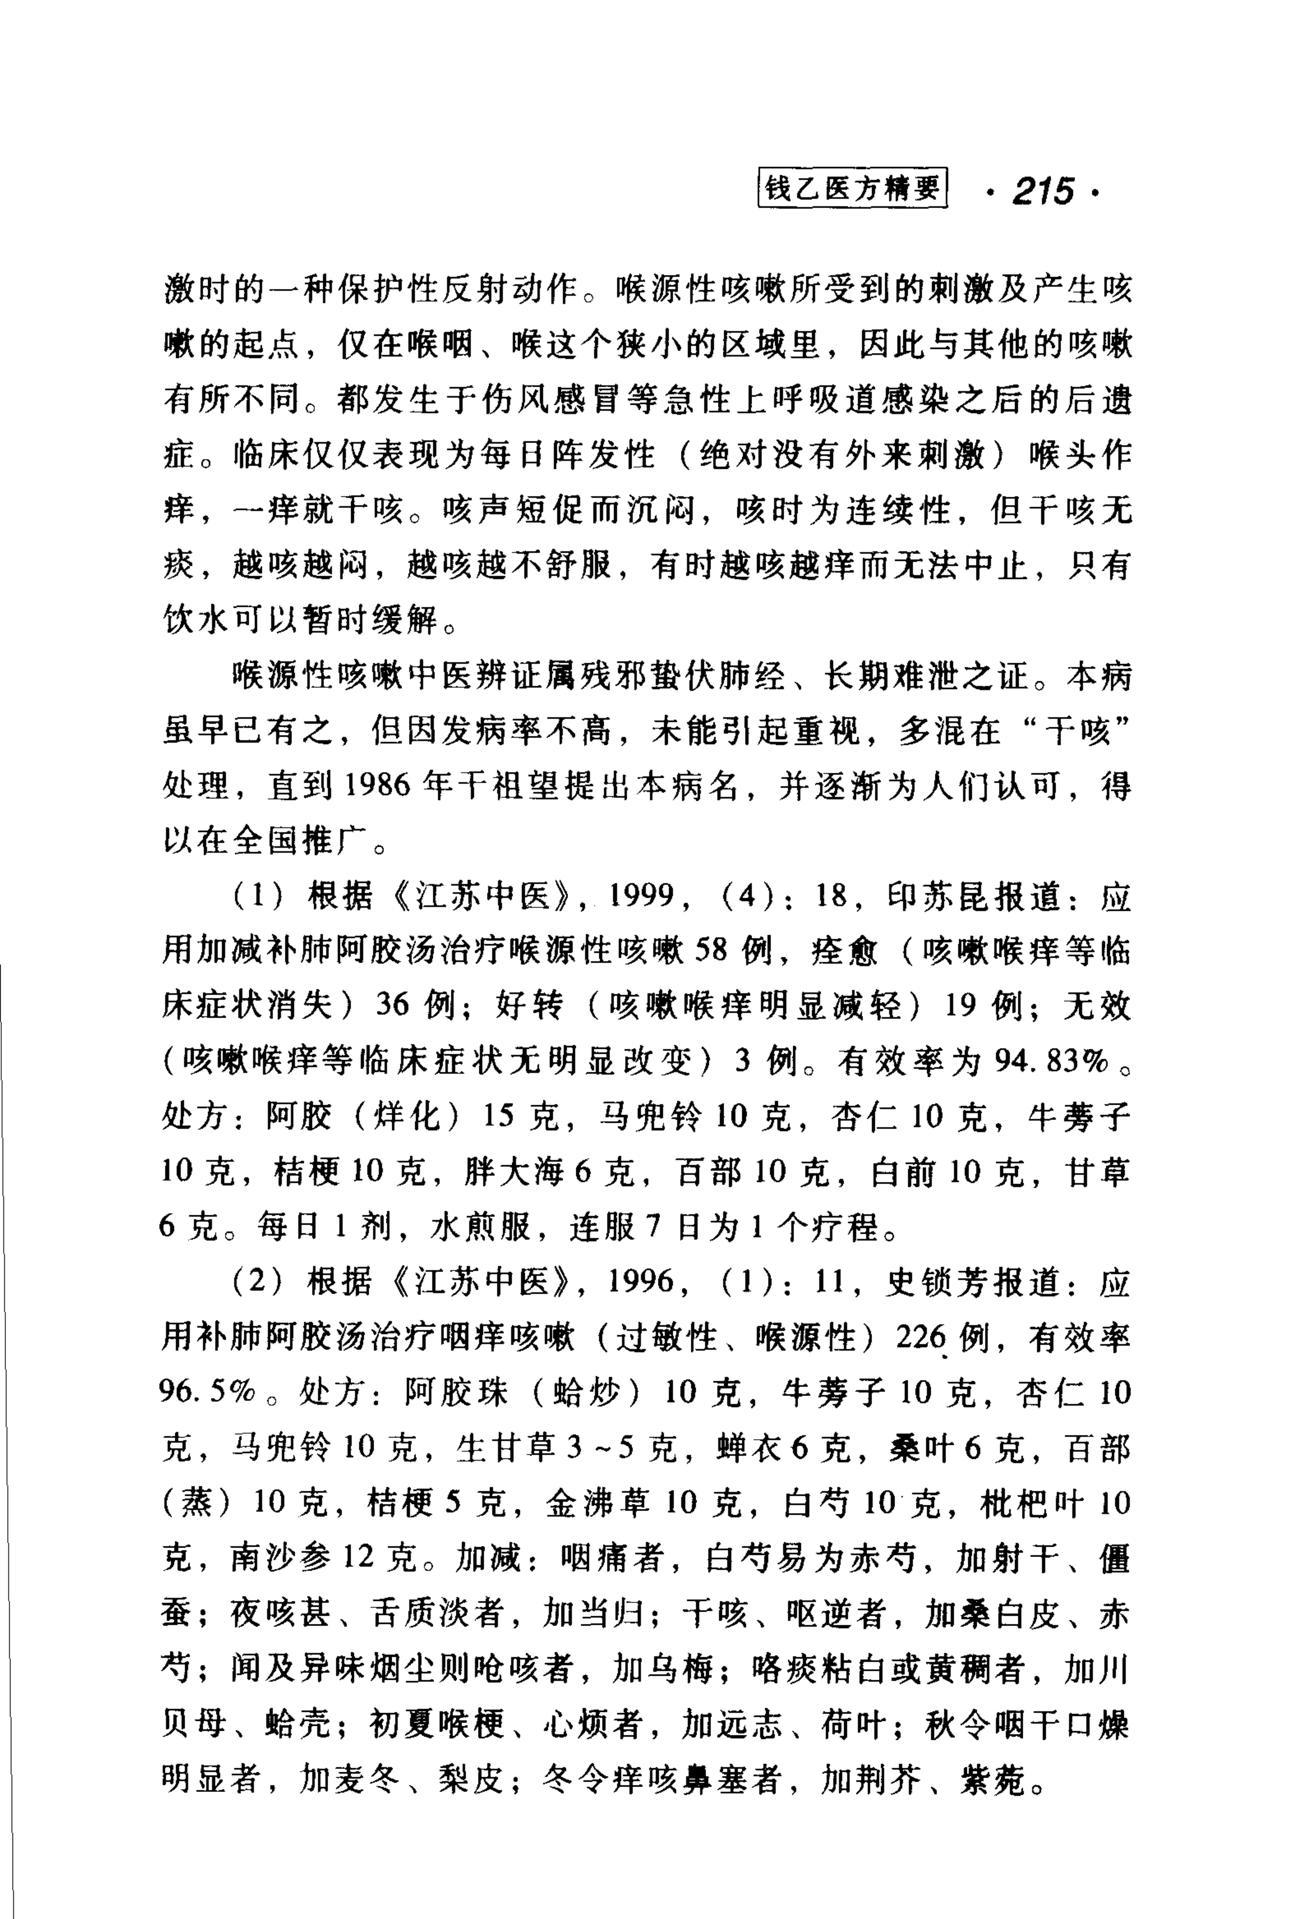 钱乙医方精要 ·215·
激时的一种保护性反射动作。喉源性咳嗽所受到的刺激及产生咳
嗽的起点，仅在喉咽、喉这个狭小的区域里，因此与其他的咳嗽
有所不同。都发生于伤风感冒等急性上呼吸道感染之后的后遗
症。临床仅仅表现为每日阵发性（绝对没有外来刺激）喉头作
痒，一痒就干咳。咳声短促而沉闷，咳时为连续性，但干咳无
痰，越咳越闷，越咳越不舒服，有时越咳越痒而无法中止，只有
饮水可以暂时缓解。
喉源性咳嗽中医辨证属残邪蛰伏肺经、长期难泄之证。本病
虽早已有之，但因发病率不高，未能引起重视，多混在“干咳”
处理，直到1986年干祖望提出本病名，并逐渐为人们认可，得
以在全国推广。
（1）根据《江苏中医》，1999，（4）：18，印苏昆报道：应
用加减补肺阿胶汤治疗喉源性咳嗽58例，痊愈（咳嗽喉痒等临
床症状消失）36例；好转（咳嗽喉痒明显减轻）19例；无效
（咳嗽喉痒等临床症状无明显改变）3例。有效率为94.83%。
处方：阿胶（烊化）15克，马兜铃10克，杏仁10克，牛蒡子
10克，桔梗10克，胖大海6克，百部10克，白前10克，甘草
6克。每日1剂，水煎服，连服7日为1个疗程。
（2）根据《江苏中医》，1996，（1）：11，史锁芳报道：应
用补肺阿胶汤治疗咽痒咳嗽（过敏性、喉源性）226例，有效率
96.5%。处方：阿胶珠（蛤炒）10克，牛蒡子10克，杏仁10
克，马兜铃10克，生甘草3～5克，蝉衣6克，桑叶6克，百部
（蒸）10克，桔梗5克，金沸草10克，白芍10克，枇杷叶10
克，南沙参12克。加减：咽痛者，白芍易为赤芍，加射干、僵
蚕；夜咳甚、舌质淡者，加当归；干咳、呕逆者，加桑白皮、赤
芍；闻及异味烟尘则呛咳者，加乌梅；咯痰粘白或黄稠者，加川
贝母、蛤壳；初夏喉梗、心烦者，加远志、荷叶；秋令咽干口燥
明显者，加麦冬、梨皮；冬令痒咳鼻塞者，加荆芥、紫菀。